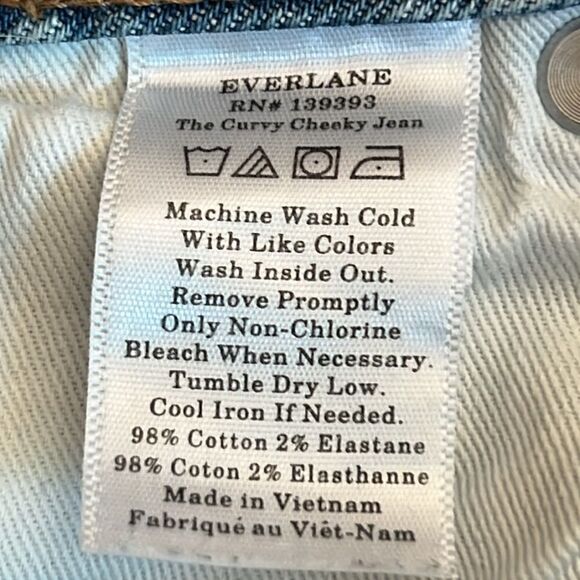 EVERLANE
RN# 139393
The Curvy Cheeky Jean
Machine Wash Cold
With Like Colors
Wash Inside Out.
Remove Promptly
Only Non-Chlorine
Bleach When Necessary.
Tumble Dry Low.
Cool Iron If Needed.
98% Cotton 2% Elastane
98% Coton 2% Elasthanne
Made in Vietnam
Fabriqué au Viêt-Nam